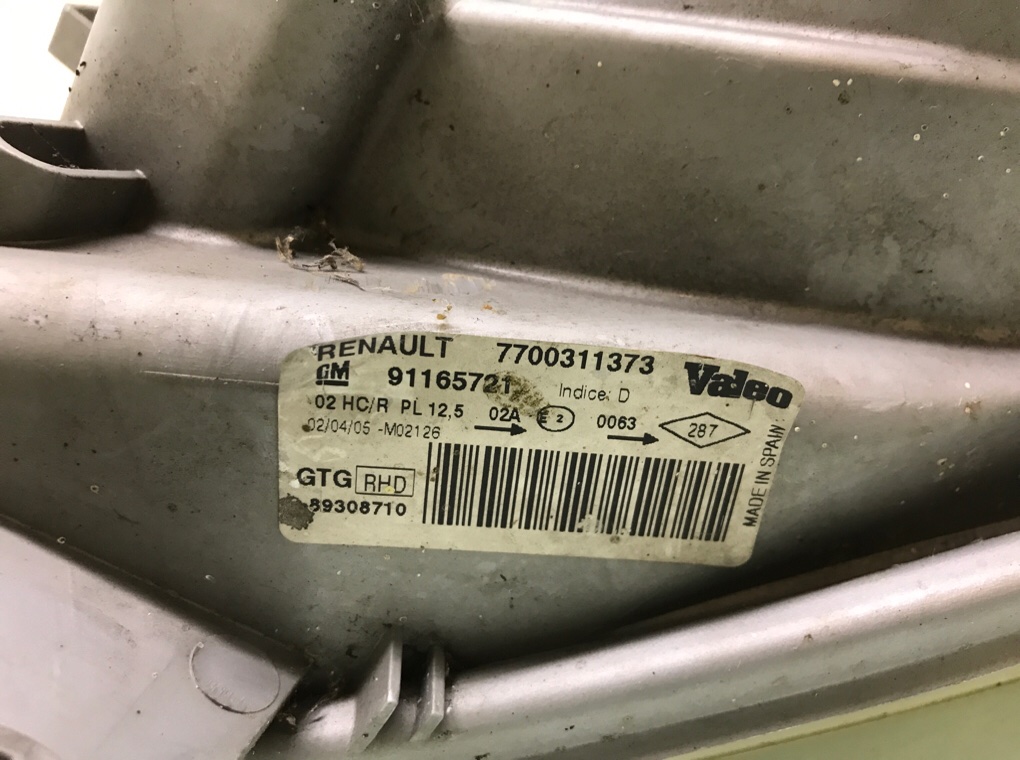 RENAULT 7700311373 Valeo
GM 91165721 Indice: D
02 HC/R PL 12,5 02A E2 0063 287
02/04/05 -M02126
GTG RHD
89308710
MADE IN SPAIN